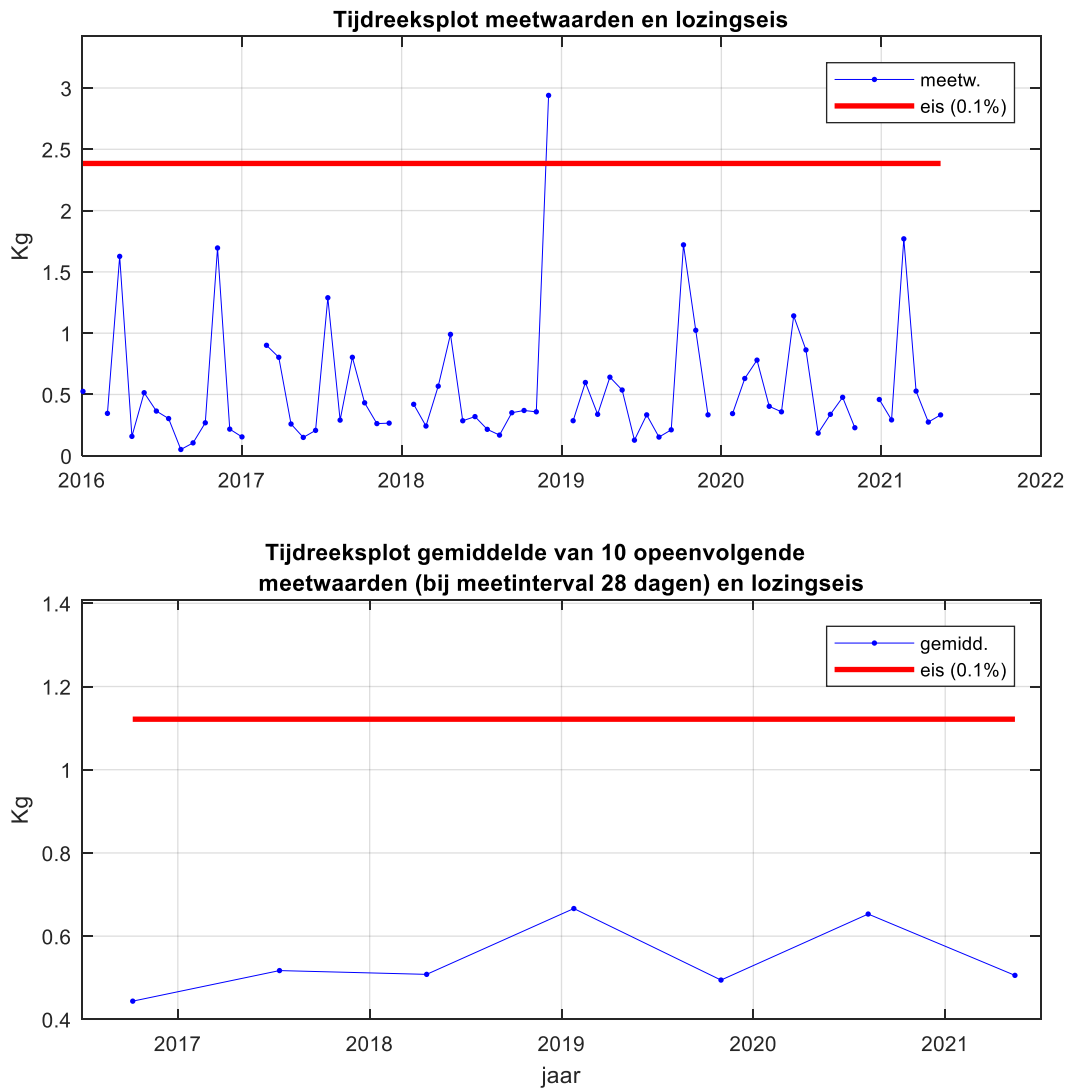 Tijdreeksplot meetwaarden en lozingseis
meetw.
eis (0.1%)
3
2.5
2
1.5
1
0.5
0
Kg
2016 2017 2018 2019 2020 2021 2022
Tijdreeksplot gemiddelde van 10 opeenvolgende
meetwaarden (bij meetinterval 28 dagen) en lozingseis
gemidd.
eis (0.1%)
1.4
1.2
1
0.8
0.6
0.4
Kg
2017 2018 2019 2020 2021
jaar